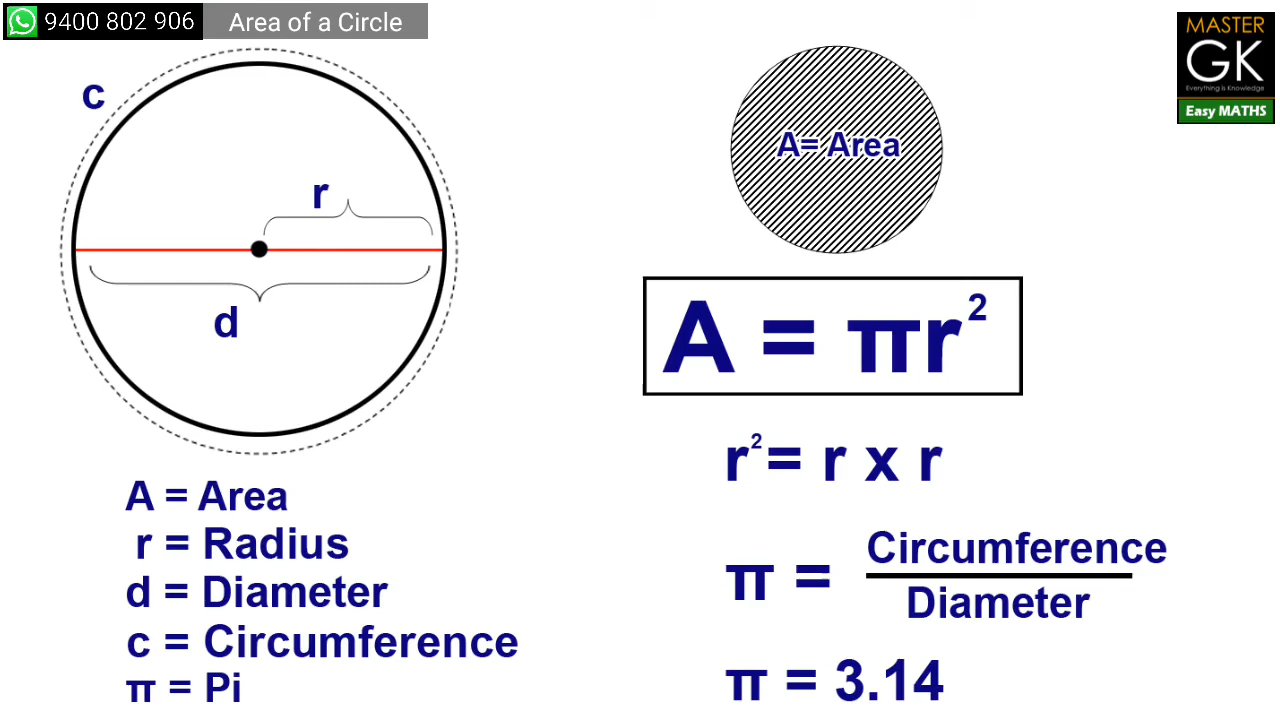 9400 802 906
Area of a Circle
MASTER
GK
Everything is Knowledge
Easy MATHS
c
r
d
A= Area
A = πr²
r²= r x r
π = Circumference
Diameter
π = 3.14
A = Area
r = Radius
d = Diameter
c = Circumference
π = Pi